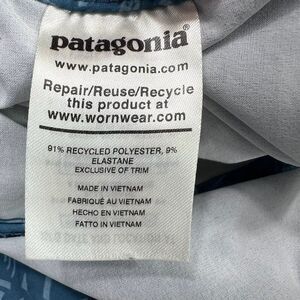 patagonia®
www.patagonia.com
Repair/Reuse/Recycle
this product at
www.wornwear.com
91% RECYCLED POLYESTER, 9%
ELASTANE
EXCLUSIVE OF TRIM
MADE IN VIETNAM
FABRIQUÉ AU VIETNAM
HECHO EN VIETNAM
FATTO IN VIETNAM